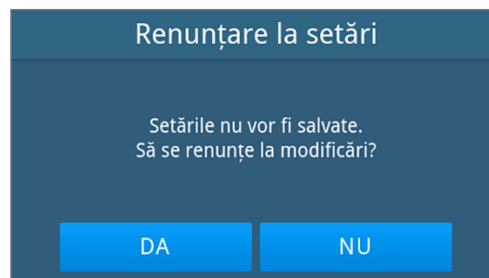 Renunțare la setări
Setările nu vor fi salvate.
Să se renunțe la modificări?
DA
NU